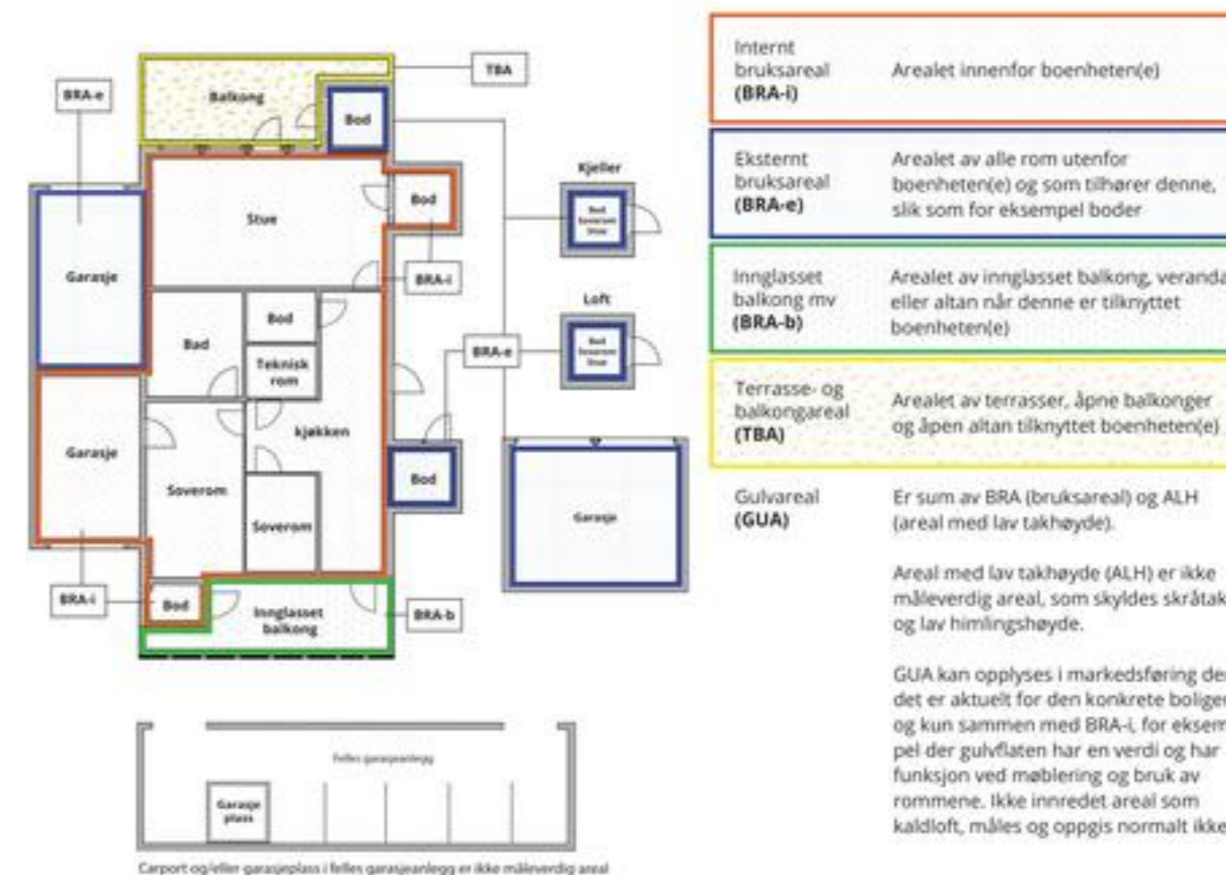 TBA
BRA-e
Balkong
Bod
Kjeller
Stue
Bod
Bod
Soverom
Stue
Garasje
BRA-i
Loft
Bod
Bad
BRA-e
Bod
Soverom
Stue
Teknisk
rom
kjøkken
Garasje
Bod
Soverom
Garasje
Soverom
BRA-i
Bod
Innglasset
balkong
BRA-b
Felles garasjeanlegg
Garasje
plass
Carport og/eller garasjeplass i felles garasjeanlegg er ikke måleverdig areal
Internt
bruksareal
(BRA-i)
Arealet innenfor boenheten(e)
Eksternt
bruksareal
(BRA-e)
Arealet av alle rom utenfor
boenheten(e) og som tilhører denne,
slik som for eksempel boder
Innglasset
balkong mv
(BRA-b)
Arealet av innglasset balkong, veranda
eller altan når denne er tilknyttet
boenheten(e)
Terrasse- og
balkongareal
(TBA)
Arealet av terrasser, åpne balkonger
og åpen altan tilknyttet boenheten(e)
Gulvareal
(GUA)
Er sum av BRA (bruksareal) og ALH
(areal med lav takhøyde).
Areal med lav takhøyde (ALH) er ikke
måleverdig areal, som skyldes skråtak
og lav himlingshøyde.
GUA kan opplyses i markedsføring der
det er aktuelt for den konkrete boligen
og kun sammen med BRA-i, for eksem
pel der gulvflaten har en verdi og har
funksjon ved møblering og bruk av
rommene. Ikke innredet areal som
kaldloft, måles og oppgis normalt ikke